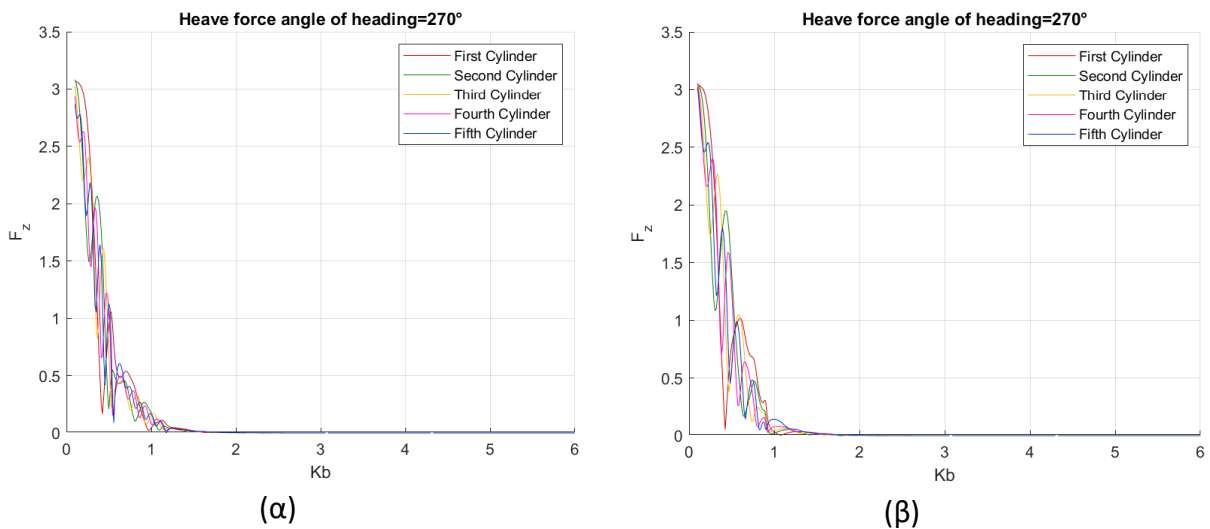 Heave force angle of heading=270°
3.5
3
2.5
2
1.5
1
0.5
0
F_z
0 1 2 3 4 5 6
Kb
First Cylinder
Second Cylinder
Third Cylinder
Fourth Cylinder
Fifth Cylinder
(α)
Heave force angle of heading=270°
3.5
3
2.5
2
1.5
1
0.5
0
F_z
0 1 2 3 4 5 6
Kb
First Cylinder
Second Cylinder
Third Cylinder
Fourth Cylinder
Fifth Cylinder
(β)